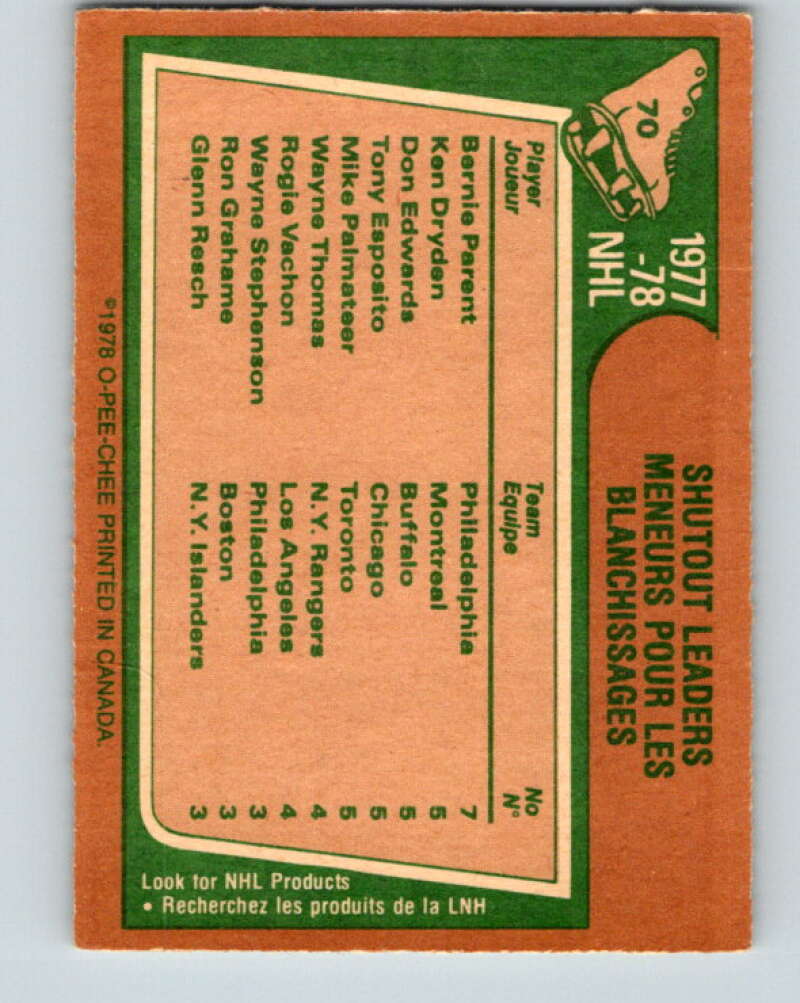 70
1977
-78
NHL
SHUTOUT LEADERS
MENEURS POUR LES
BLANCHISSAGES
Player Team No
Joueur Equipe N°
Bernie Parent Philadelphia 7
Ken Dryden Montreal 5
Don Edwards Buffalo 5
Tony Esposito Chicago 5
Mike Palmateer Toronto 5
Wayne Thomas N.Y. Rangers 4
Rogie Vachon Los Angeles 4
Wayne Stephenson Philadelphia 3
Ron Grahame Boston 3
Glenn Resch N.Y. Islanders 3
Look for NHL Products
• Recherchez les produits de la LNH
©1978 O-PEE-CHEE PRINTED IN CANADA.